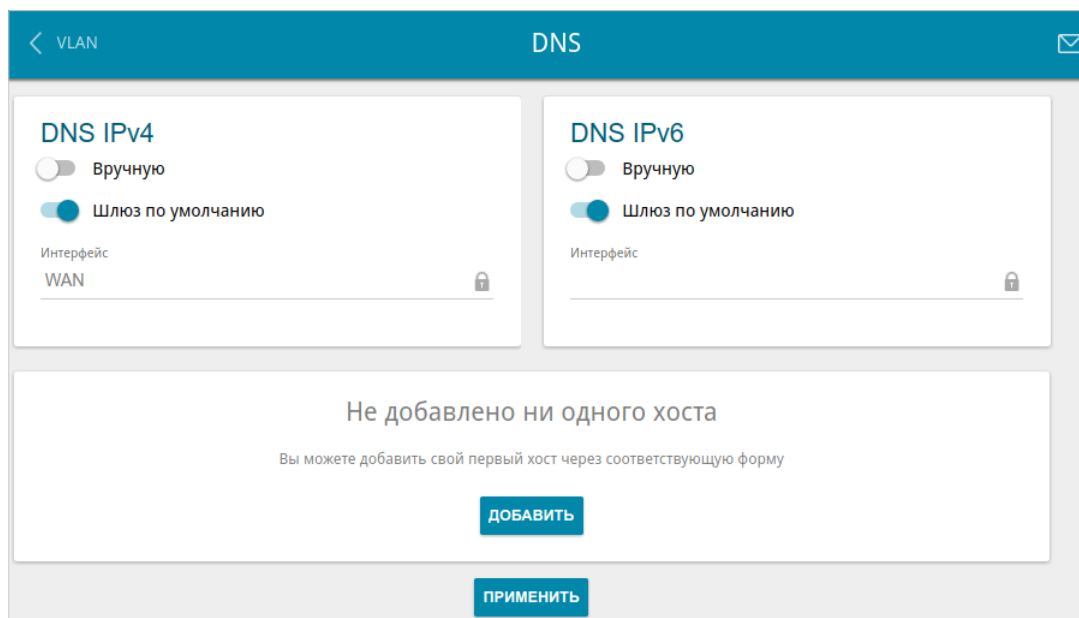 VLAN
DNS
DNS IPv4
Вручную
Шлюз по умолчанию
Интерфейс
WAN
DNS IPv6
Вручную
Шлюз по умолчанию
Интерфейс
Не добавлено ни одного хоста
Вы можете добавить свой первый хост через соответствующую форму
ДОБАВИТЬ
ПРИМЕНИТЬ